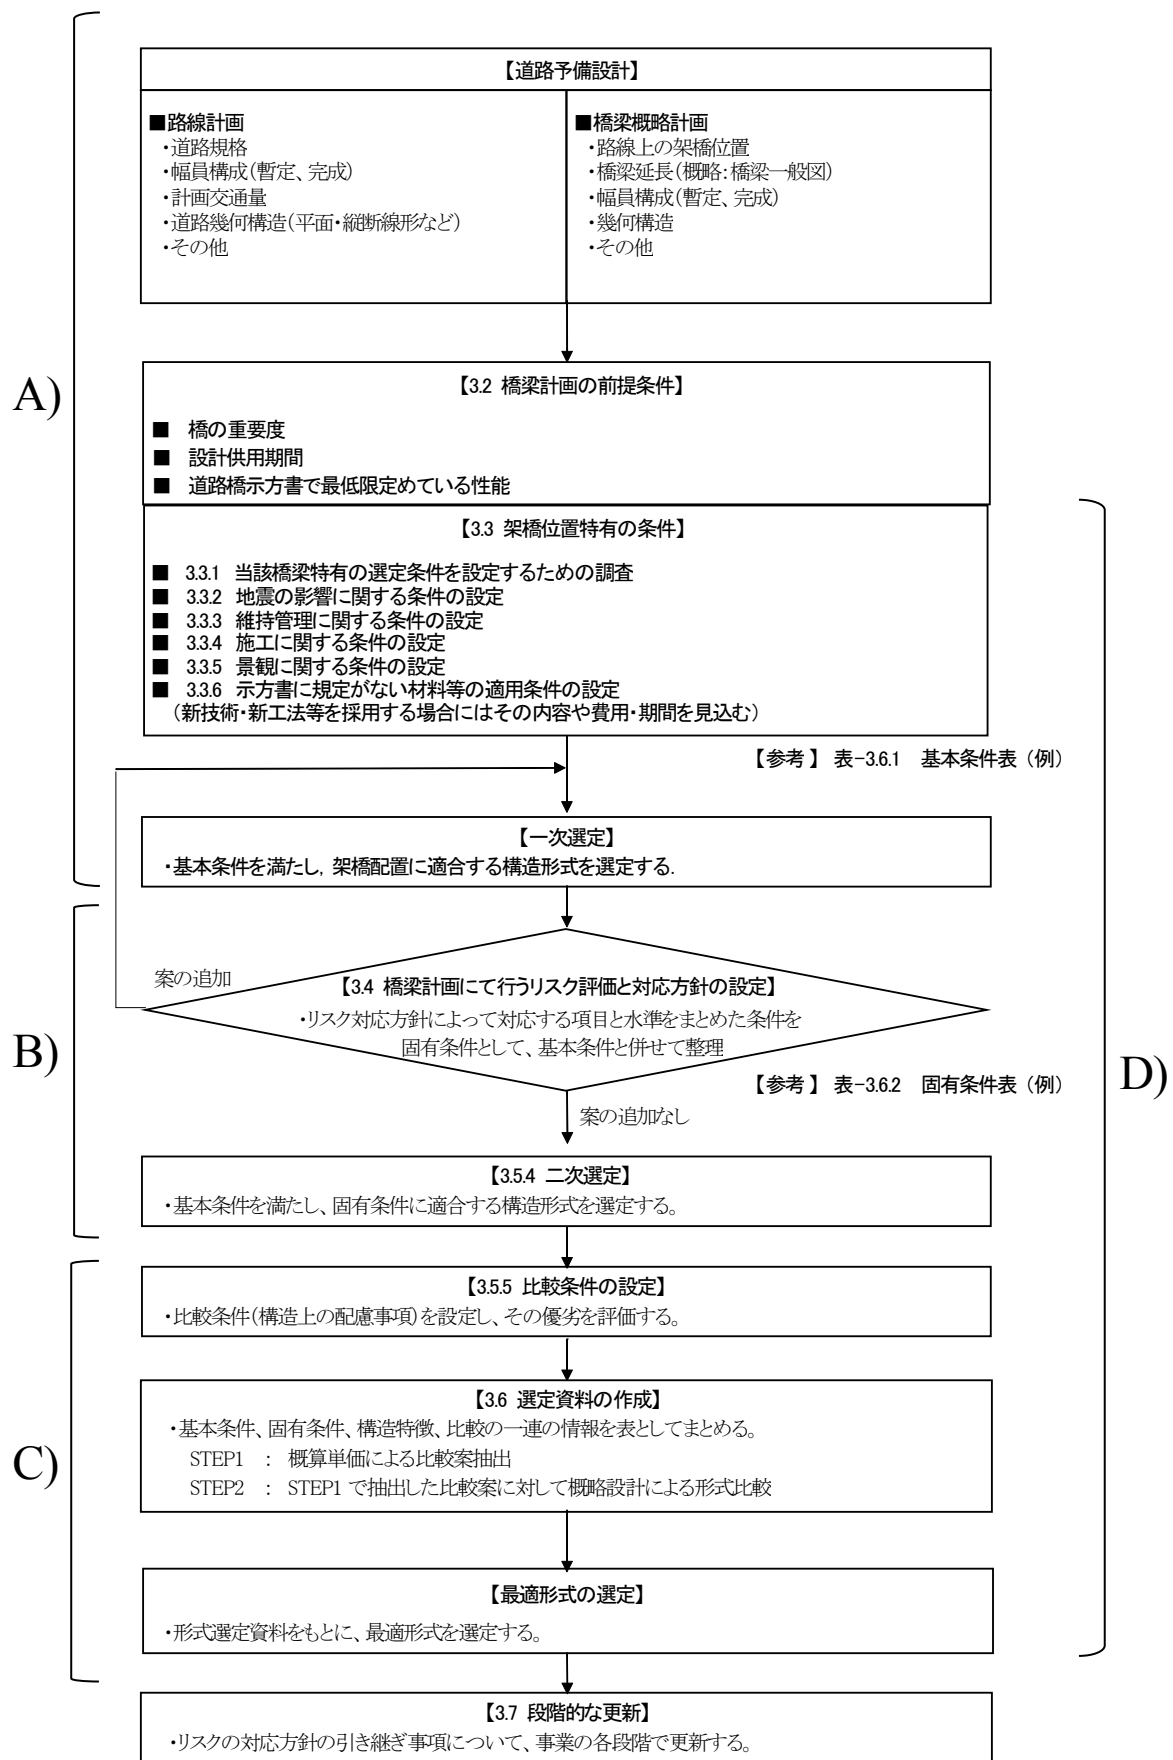 【道路予備設計】
■路線計画
・道路規格
・幅員構成（暫定、完成）
・計画交通量
・道路幾何構造（平面・縦断線形など）
・その他
■橋梁概略計画
・路線上の架橋位置
・橋梁延長（概略：橋梁一般図）
・幅員構成（暫定、完成）
・幾何構造
・その他
A)
【3.2 橋梁計画の前提条件】
■ 橋の重要度
■ 設計供用期間
■ 道路橋示方書で最低限定めている性能
【3.3 架橋位置特有の条件】
■ 3.3.1 当該橋梁特有の選定条件を設定するための調査
■ 3.3.2 地震の影響に関する条件の設定
■ 3.3.3 維持管理に関する条件の設定
■ 3.3.4 施工に関する条件の設定
■ 3.3.5 景観に関する条件の設定
■ 3.3.6 示方書に規定がない材料等の適用条件の設定
（新技術・新工法等を採用する場合にはその内容や費用・期間を見込む）
【参考】 表-3.6.1 基本条件表（例）
【一次選定】
・基本条件を満たし，架橋配置に適合する構造形式を選定する．
案の追加
【3.4 橋梁計画にて行うリスク評価と対応方針の設定】
・リスク対応方針によって対応する項目と水準をまとめた条件を
固有条件として、基本条件と併せて整理
B)
D)
【参考】 表-3.6.2 固有条件表（例）
案の追加なし
【3.5.4 二次選定】
・基本条件を満たし、固有条件に適合する構造形式を選定する。
【3.5.5 比較条件の設定】
・比較条件（構造上の配慮事項）を設定し、その優劣を評価する。
【3.6 選定資料の作成】
・基本条件、固有条件、構造特徴、比較の一連の情報を表としてまとめる。
STEP1 ： 概算単価による比較案抽出
STEP2 ： STEP1で抽出した比較案に対して概略設計による形式比較
C)
【最適形式の選定】
・形式選定資料をもとに、最適形式を選定する。
【3.7 段階的な更新】
・リスクの対応方針の引き継ぎ事項について、事業の各段階で更新する。